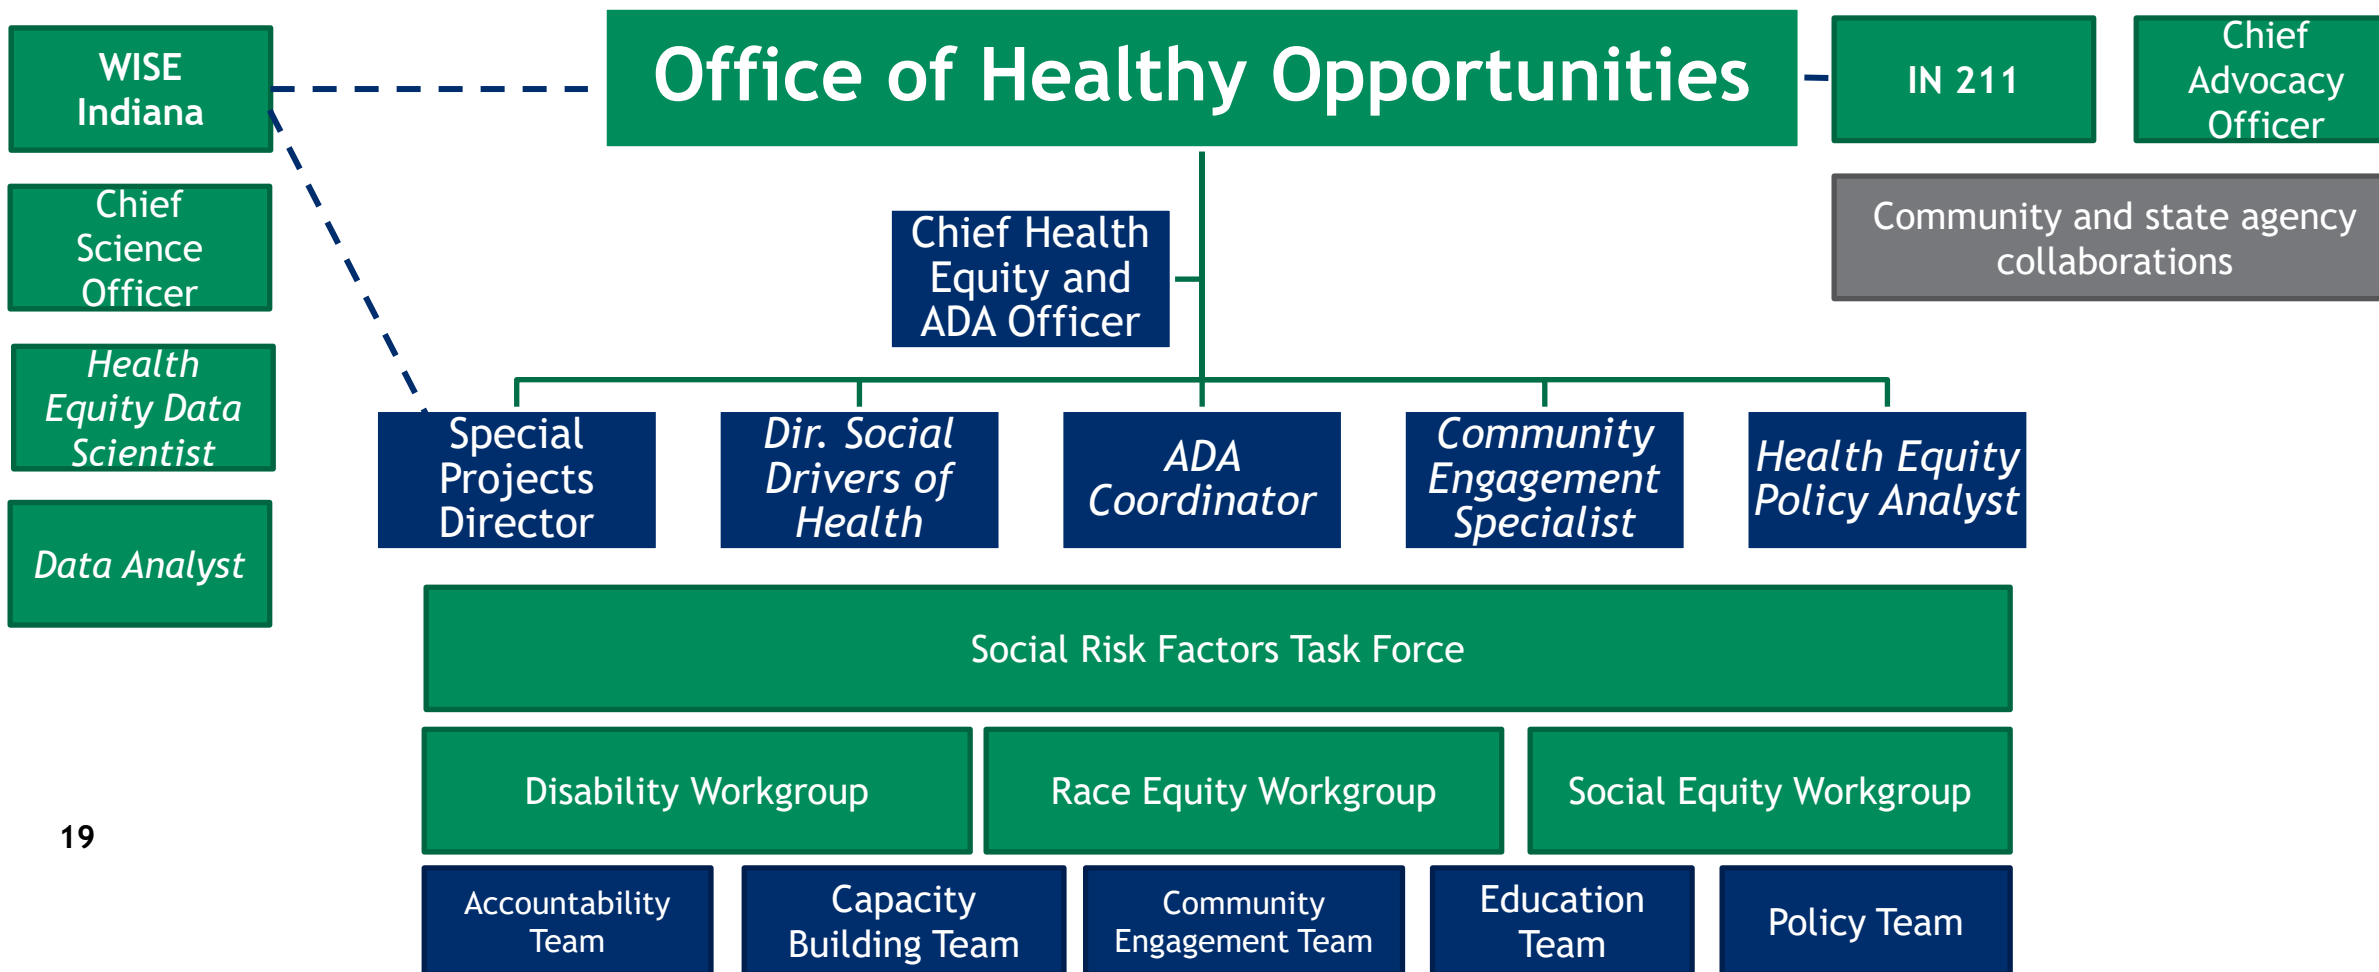 WISE
Indiana
Office of Healthy Opportunities
IN 211
Chief
Advocacy
Officer
Chief
Science
Officer
Community and state agency
collaborations
Chief Health
Equity and
ADA Officer
Health
Equity Data
Scientist
Data Analyst
Special
Projects
Director
Dir. Social
Drivers of
Health
ADA
Coordinator
Community
Engagement
Specialist
Health Equity
Policy Analyst
Social Risk Factors Task Force
Disability Workgroup
Race Equity Workgroup
Social Equity Workgroup
19
Accountability
Team
Capacity
Building Team
Community
Engagement Team
Education
Team
Policy Team